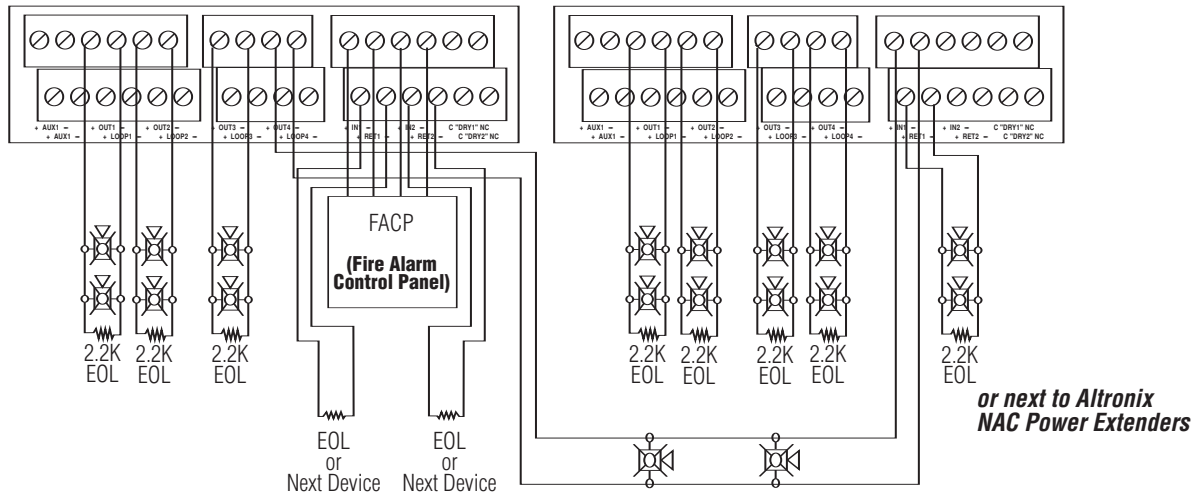 + AUX1 – + OUT1 – + OUT2 – + OUT3 – + OUT4 – + IN1 – + IN2 – C "DRY1" NC
+ AUX1 – + LOOP1 – + LOOP2 – + LOOP3 – + LOOP4 – + RET1 – + RET2 – C "DRY2" NC
+ AUX1 – + OUT1 – + OUT2 – + OUT3 – + OUT4 – + IN1 – + IN2 – C "DRY1" NC
+ AUX1 – + LOOP1 – + LOOP2 – + LOOP3 – + LOOP4 – + RET1 – + RET2 – C "DRY2" NC
FACP
(Fire Alarm
Control Panel)
2.2K
EOL
2.2K
EOL
2.2K
EOL
2.2K
EOL
2.2K
EOL
2.2K
EOL
2.2K
EOL
2.2K
EOL
or next to Altronix
NAC Power Extenders
EOL
or
Next Device
EOL
or
Next Device